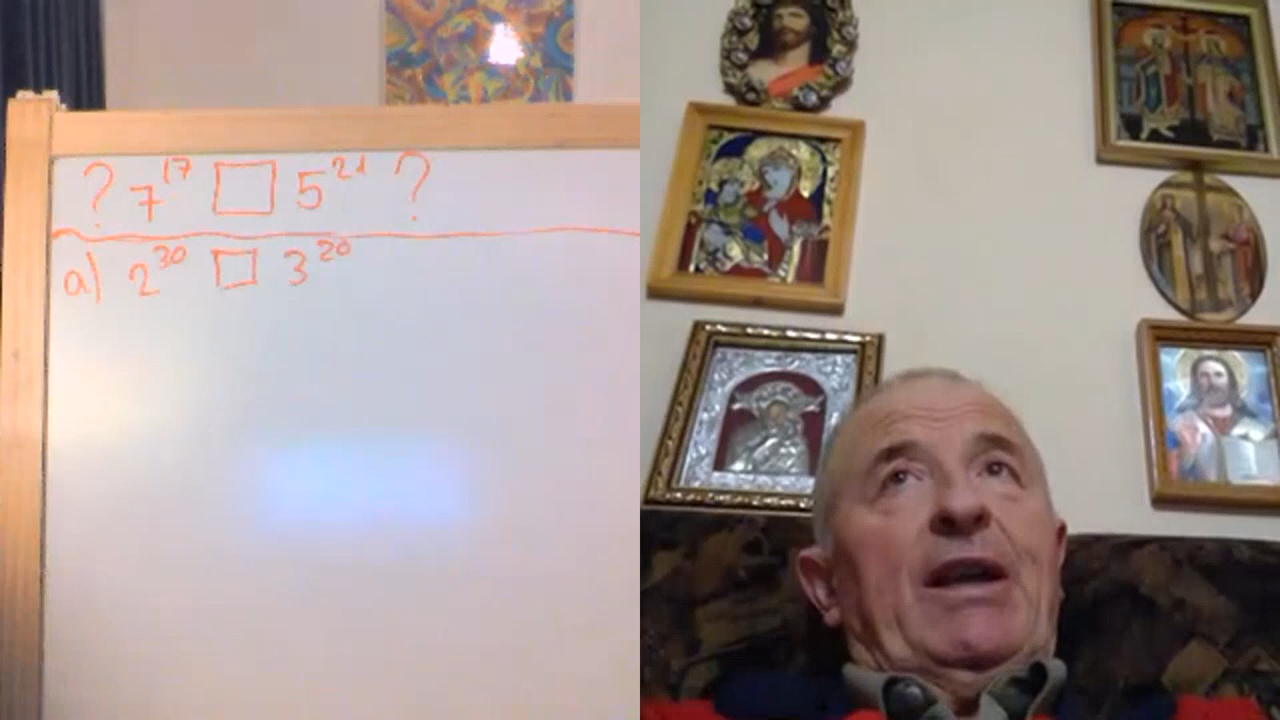 ? 7¹⁷ □ 5²¹ ?
a) 2³⁰ □ 3²⁰